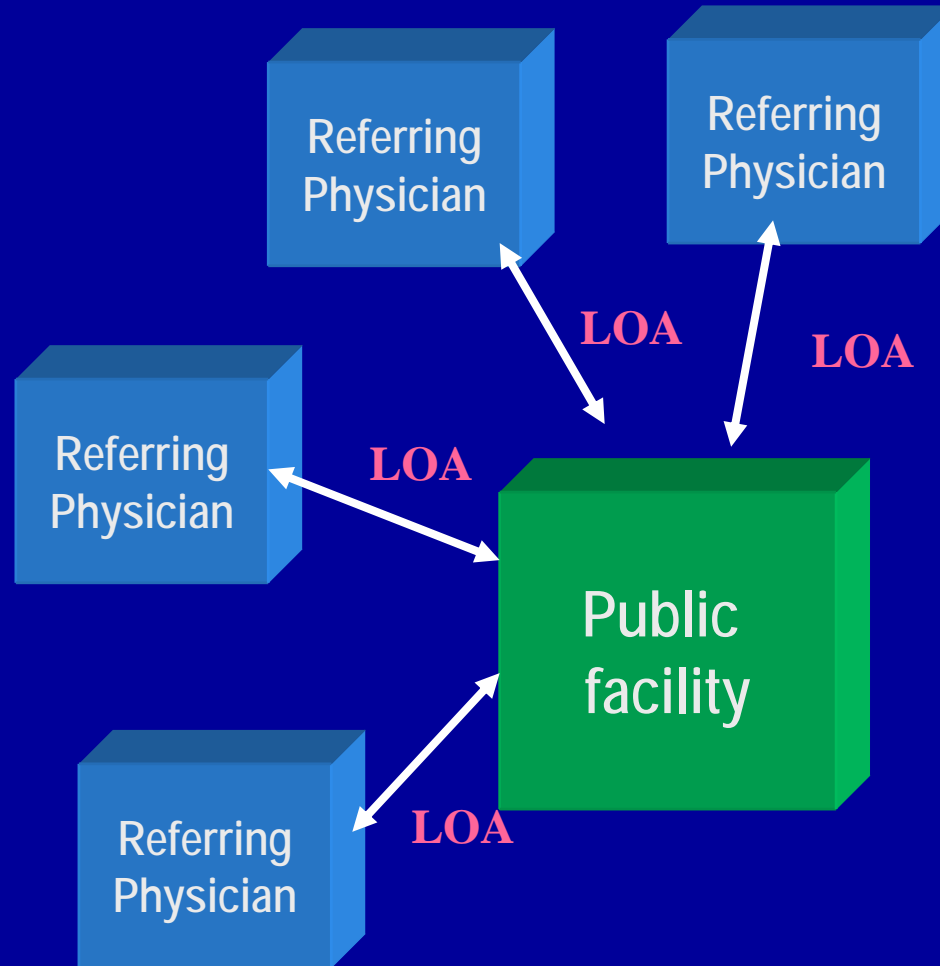 Referring
Physician
Referring
Physician
LOA
LOA
Referring
Physician
LOA
Public
facility
Referring
Physician
LOA